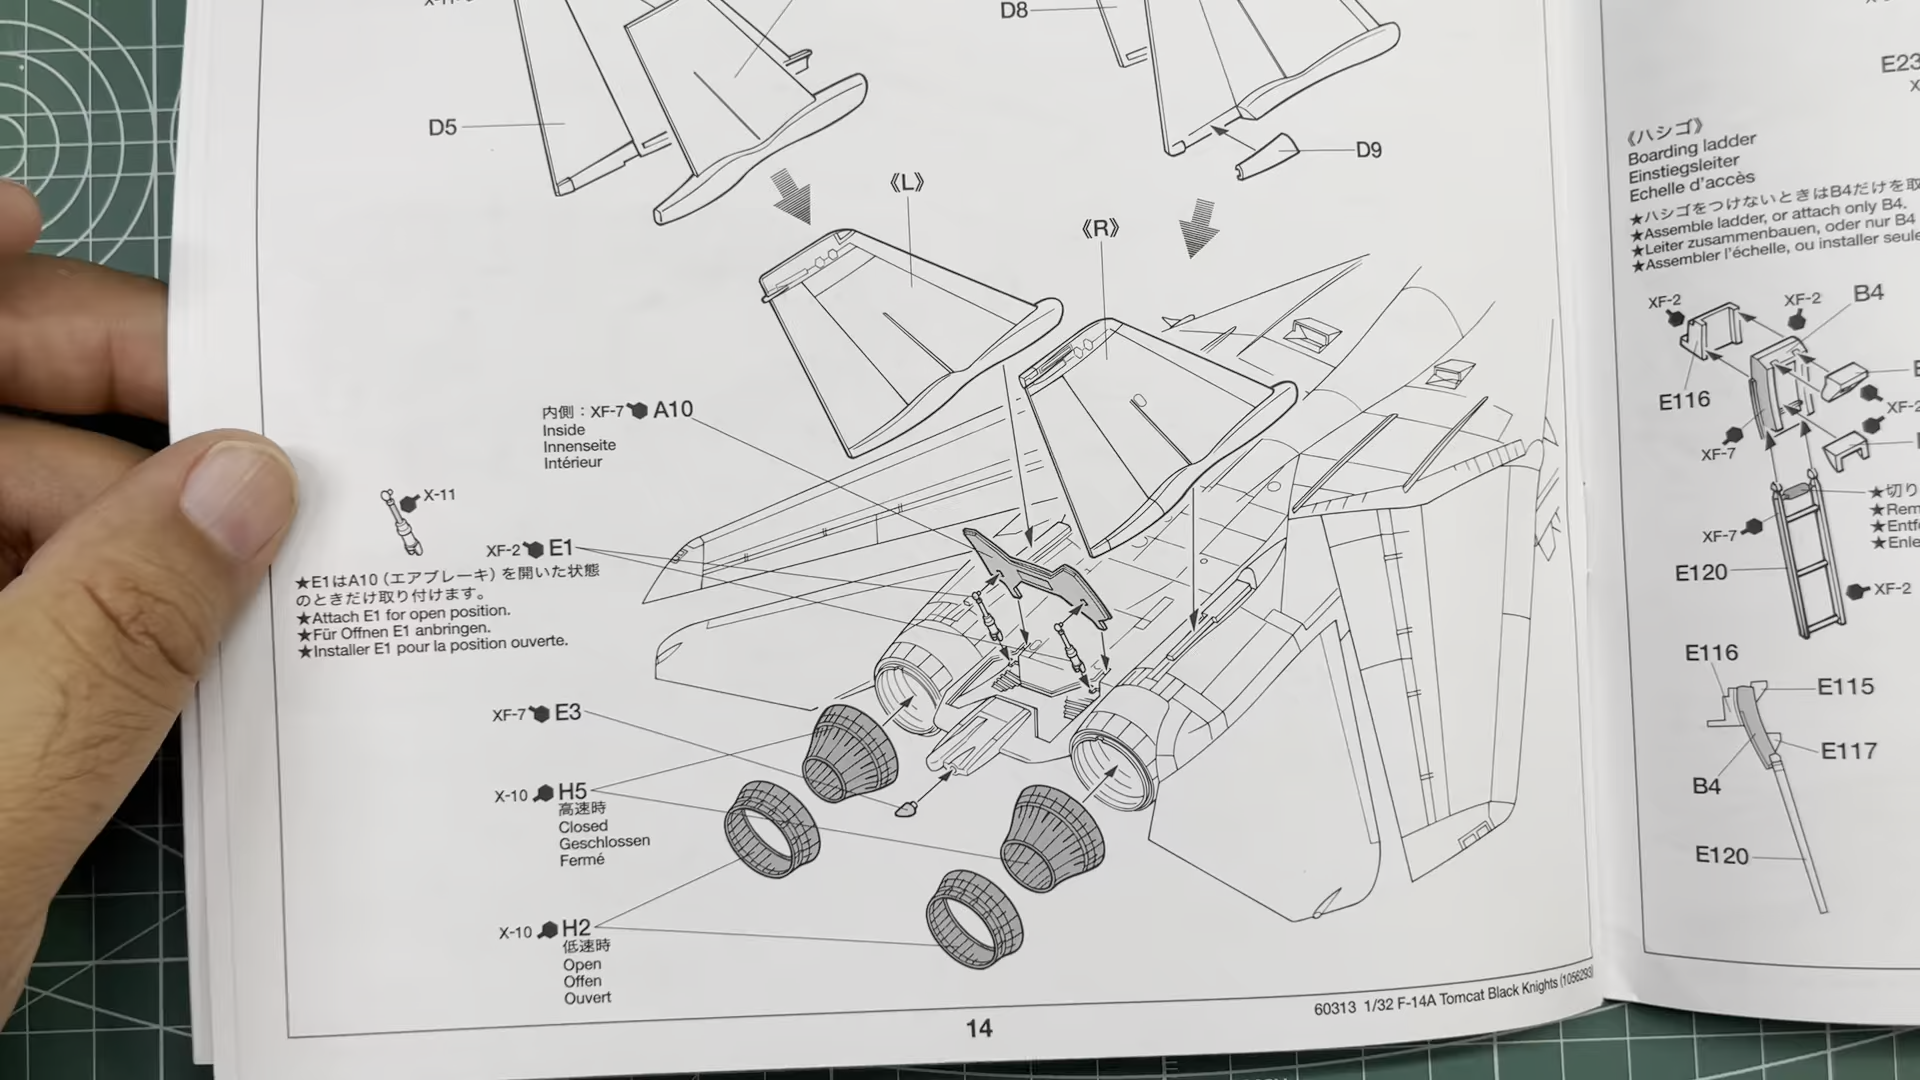 D8
D5
D9
《L》
《R》
内側：XF-7 A10
Inside
Innenseite
Intérieur
X-11
XF-2 E1
★E1はA10（エアブレーキ）を開いた状態
のときだけ取り付けます。
★Attach E1 for open position.
★Für Offnen E1 anbringen.
★Installer E1 pour la position ouverte.
XF-7 E3
X-10 H5
高速時
Closed
Geschlossen
Fermé
X-10 H2
低速時
Open
Offen
Ouvert
14
60313 1/32 F-14A Tomcat Black Knights (1056293)
E23
《ハシゴ》
Boarding ladder
Einstiegsleiter
Echelle d'accès
★ハシゴをつけないときはB4だけを取
★Assemble ladder, or attach only B4.
★Leiter zusammenbauen, oder nur B4
★Assembler l'échelle, ou installer
XF-2
XF-2
B4
E116
XF-2
XF-7
★切り
XF-7
E120
XF-2
E116
E115
E117
B4
E120